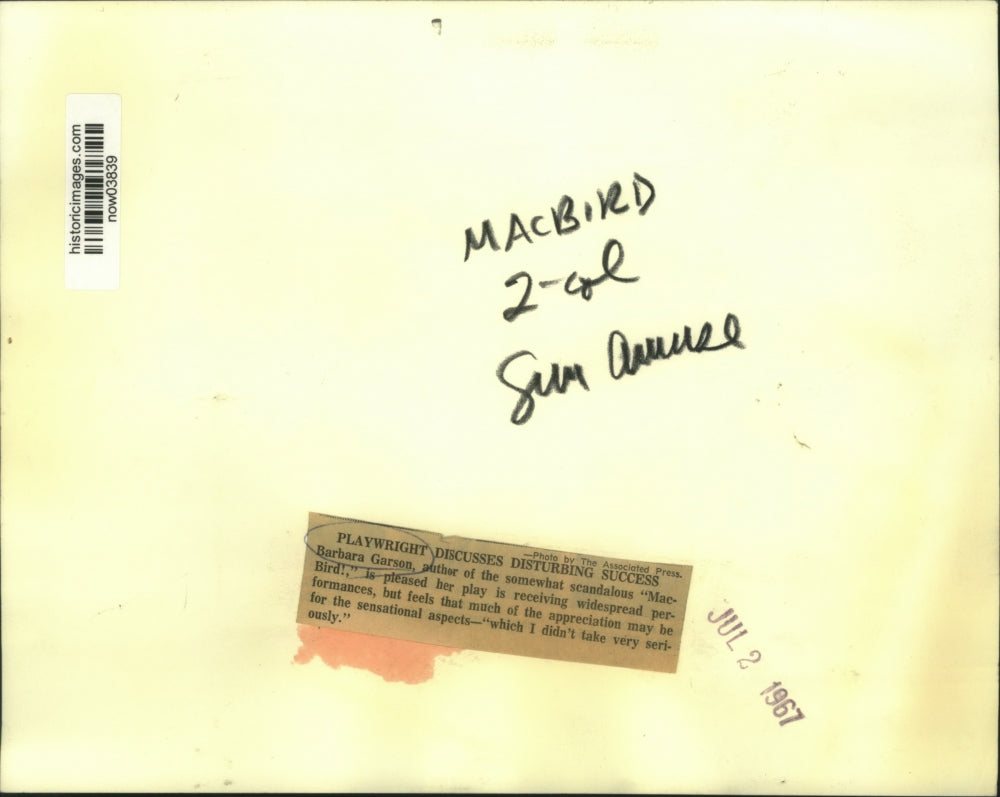 historicimages.com
now03839
MACBIRD
2-col
Sun Amuse
—Photo by The Associated Press.
PLAYWRIGHT DISCUSSES DISTURBING SUCCESS
Barbara Garson, author of the somewhat scandalous “Mac-
Bird!,” is pleased her play is receiving widespread per-
formances, but feels that much of the appreciation may be
for the sensational aspects—“which I didn't take very seri-
ously.”
JUL 2 1967